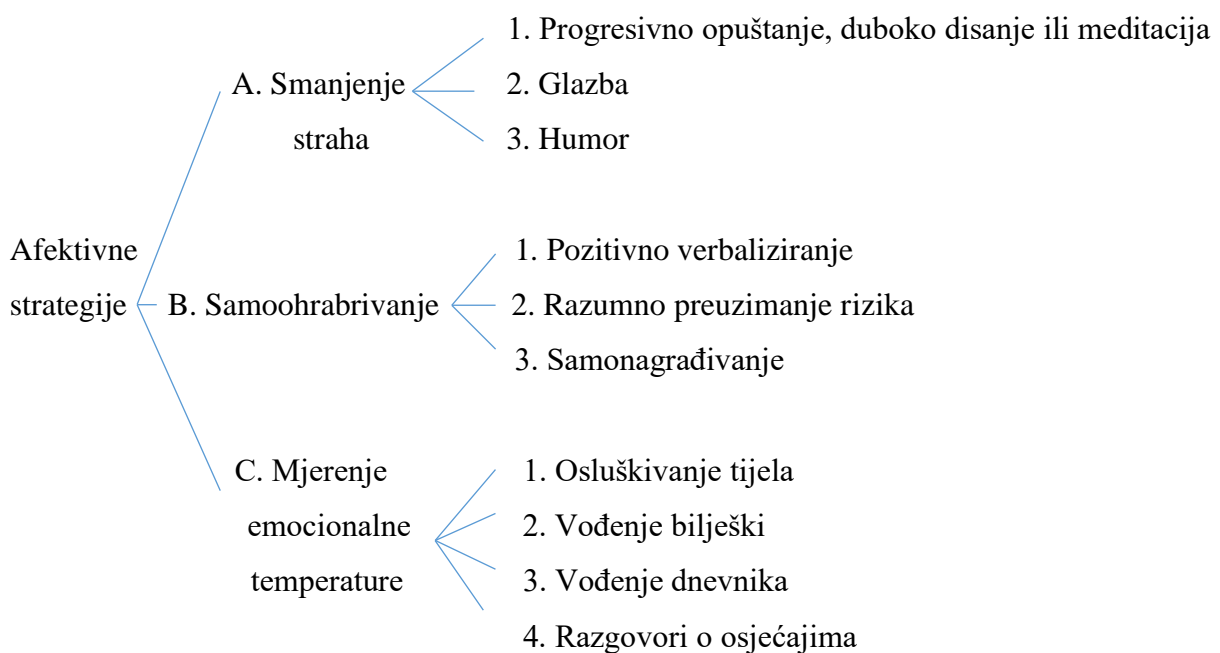 1. Progresivno opuštanje, duboko disanje ili meditacija
A. Smanjenje
straha
2. Glazba
3. Humor
Afektivne
strategije
B. Samoohrabrivanje
1. Pozitivno verbaliziranje
2. Razumno preuzimanje rizika
3. Samonagrađivanje
C. Mjerenje
emocionalne
temperature
1. Osluškivanje tijela
2. Vođenje bilješki
3. Vođenje dnevnika
4. Razgovori o osjećajima